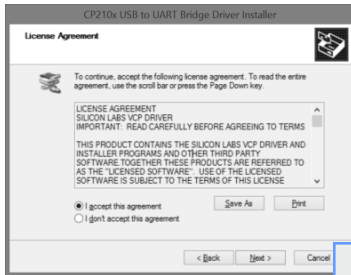 CP210x USB to UART Bridge Driver Installer
License Agreement
To continue, accept the following license agreement. To read the entire
agreement, use the scroll bar or press the Page Down key.
LICENSE AGREEMENT
SILICON LABS VCP DRIVER
IMPORTANT: READ CAREFULLY BEFORE AGREEING TO TERMS
THIS PRODUCT CONTAINS THE SILICON LABS VCP DRIVER AND
INSTALLER PROGRAMS AND OTHER THIRD PARTY
SOFTWARE.TOGETHER THESE PRODUCTS ARE REFERRED TO
AS THE "LICENSED SOFTWARE". USE OF THE LICENSED
SOFTWARE IS SUBJECT TO THE TERMS OF THIS LICENSE
I accept this agreement
Save As
Print
I don't accept this agreement
< Back
Next >
Cancel